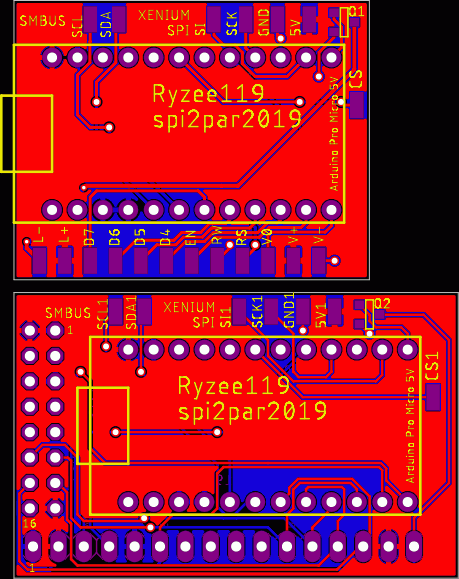 SMBUS
SCL
SDA
XENIUM
SPI
SI
SCK
GND
5V
Q1
CS
Ryzee119
spi2par2019
Arduino Pro Micro 5V
L-
L+
D7
D6
D5
D4
EN
RW
RS
V0
V+
V-
SMBUS
1
SCL1
SDA1
XENIUM
SPI
SI1
SCK1
GND1
5V1
Q2
CS1
Ryzee119
spi2par2019
Arduino Pro Micro 5V
16
1